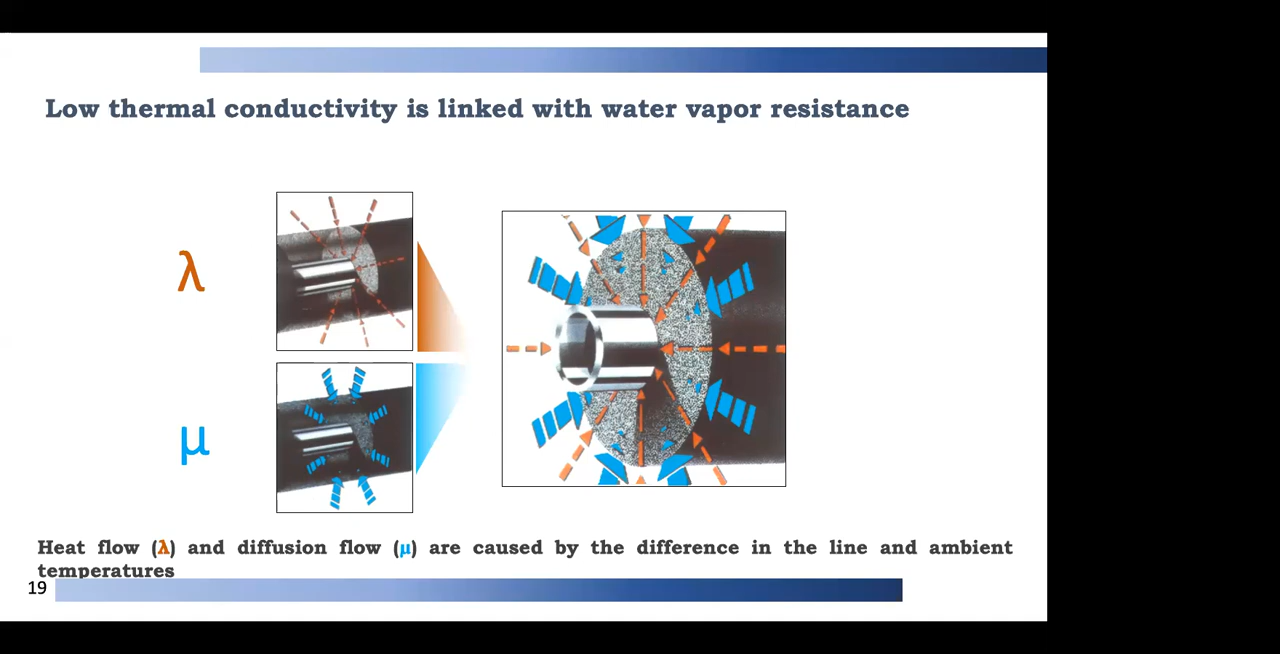 Low thermal conductivity is linked with water vapor resistance
λ
μ
Heat flow (λ) and diffusion flow (μ) are caused by the difference in the line and ambient
temperatures
19